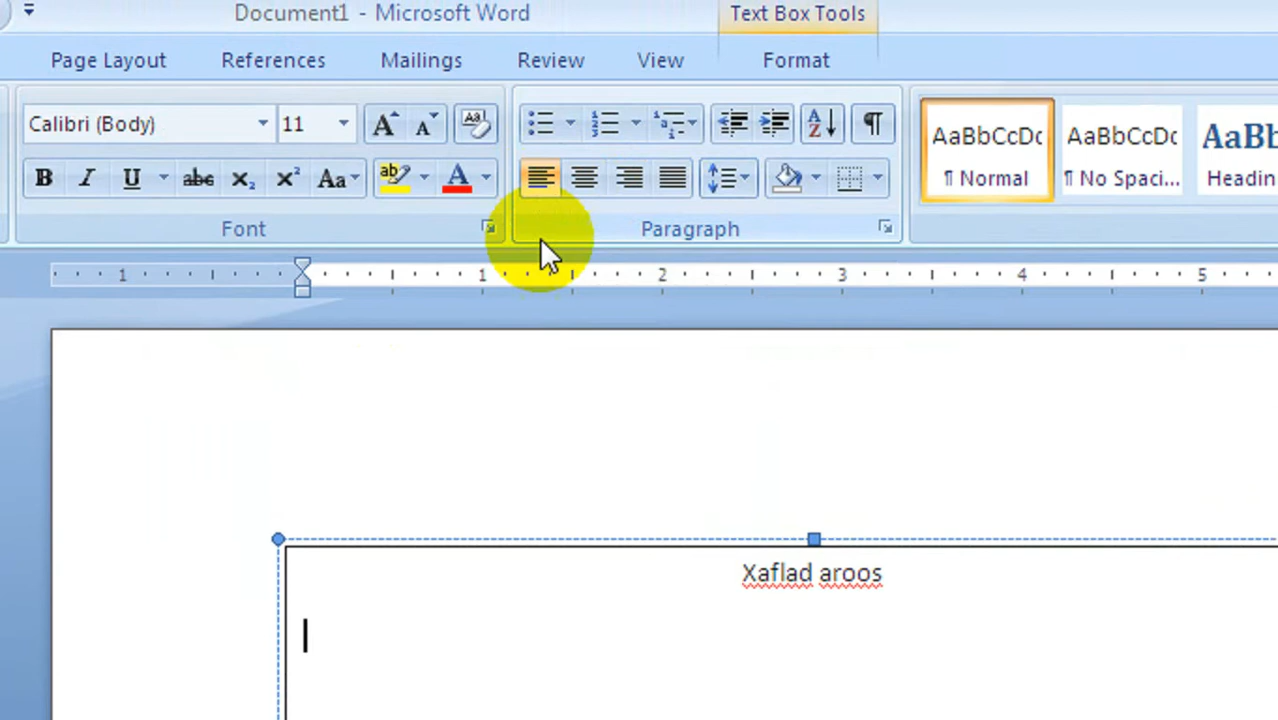 Document1 - Microsoft Word
Text Box Tools
Page Layout References Mailings Review View Format
Calibri (Body) 11
AaBbCcDc AaBbCcDc AaBb
¶ Normal ¶ No Spaci... Headin
Font Paragraph
1 1 2 3 4 5
Xaflad aroos